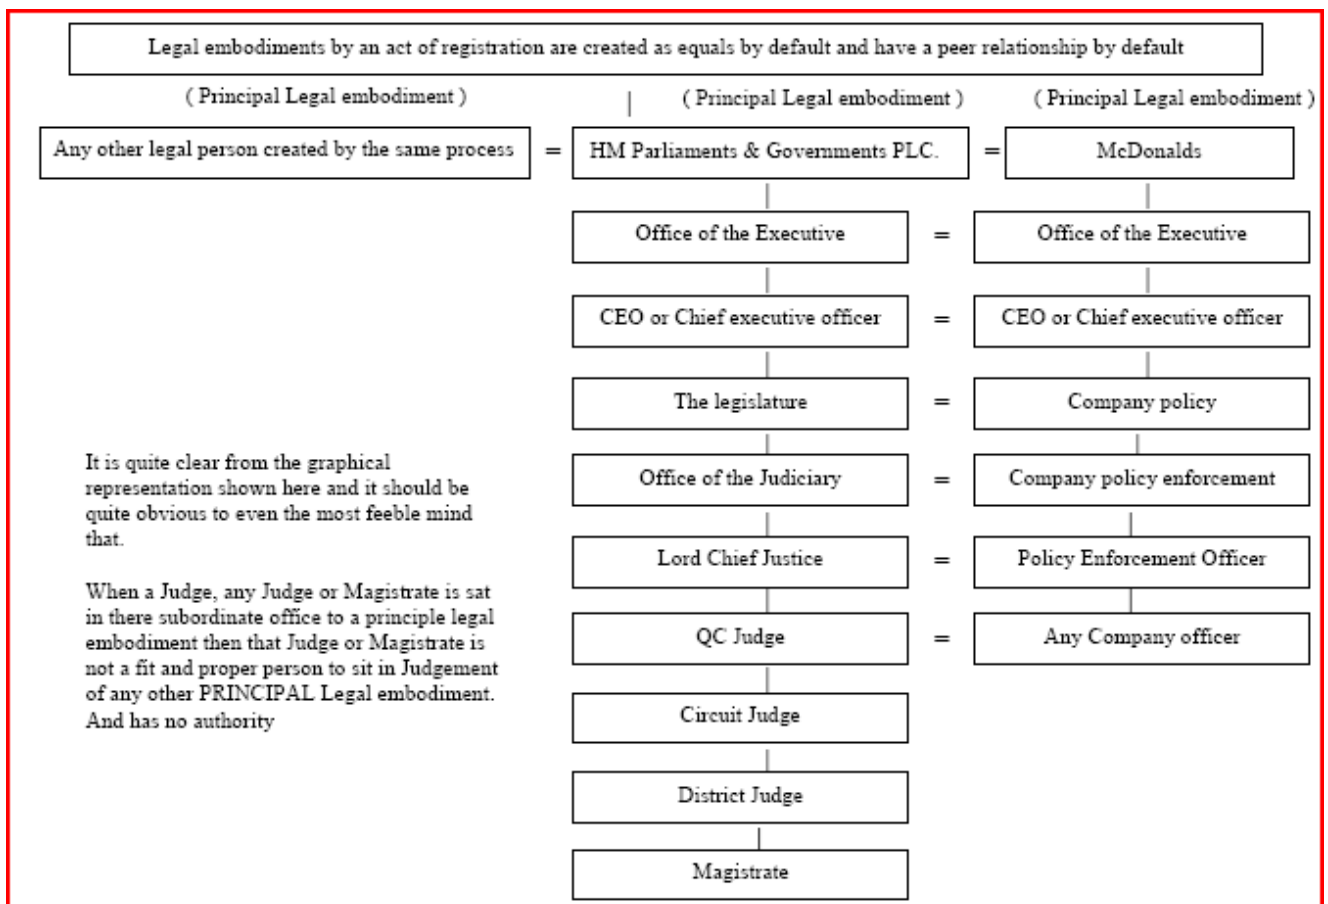 Legal embodiments by an act of registration are created as equals by default and have a peer relationship by default
( Principal Legal embodiment )
( Principal Legal embodiment )
( Principal Legal embodiment )
Any other legal person created by the same process
=
HM Parliaments & Governments PLC.
=
McDonalds
Office of the Executive
=
Office of the Executive
CEO or Chief executive officer
=
CEO or Chief executive officer
The legislature
=
Company policy
Office of the Judiciary
=
Company policy enforcement
Lord Chief Justice
=
Policy Enforcement Officer
QC Judge
=
Any Company officer
Circuit Judge
District Judge
Magistrate
It is quite clear from the graphical
representation shown here and it should be
quite obvious to even the most feeble mind
that.
When a Judge, any Judge or Magistrate is sat
in there subordinate office to a principle legal
embodiment then that Judge or Magistrate is
not a fit and proper person to sit in Judgement
of any other PRINCIPAL Legal embodiment.
And has no authority